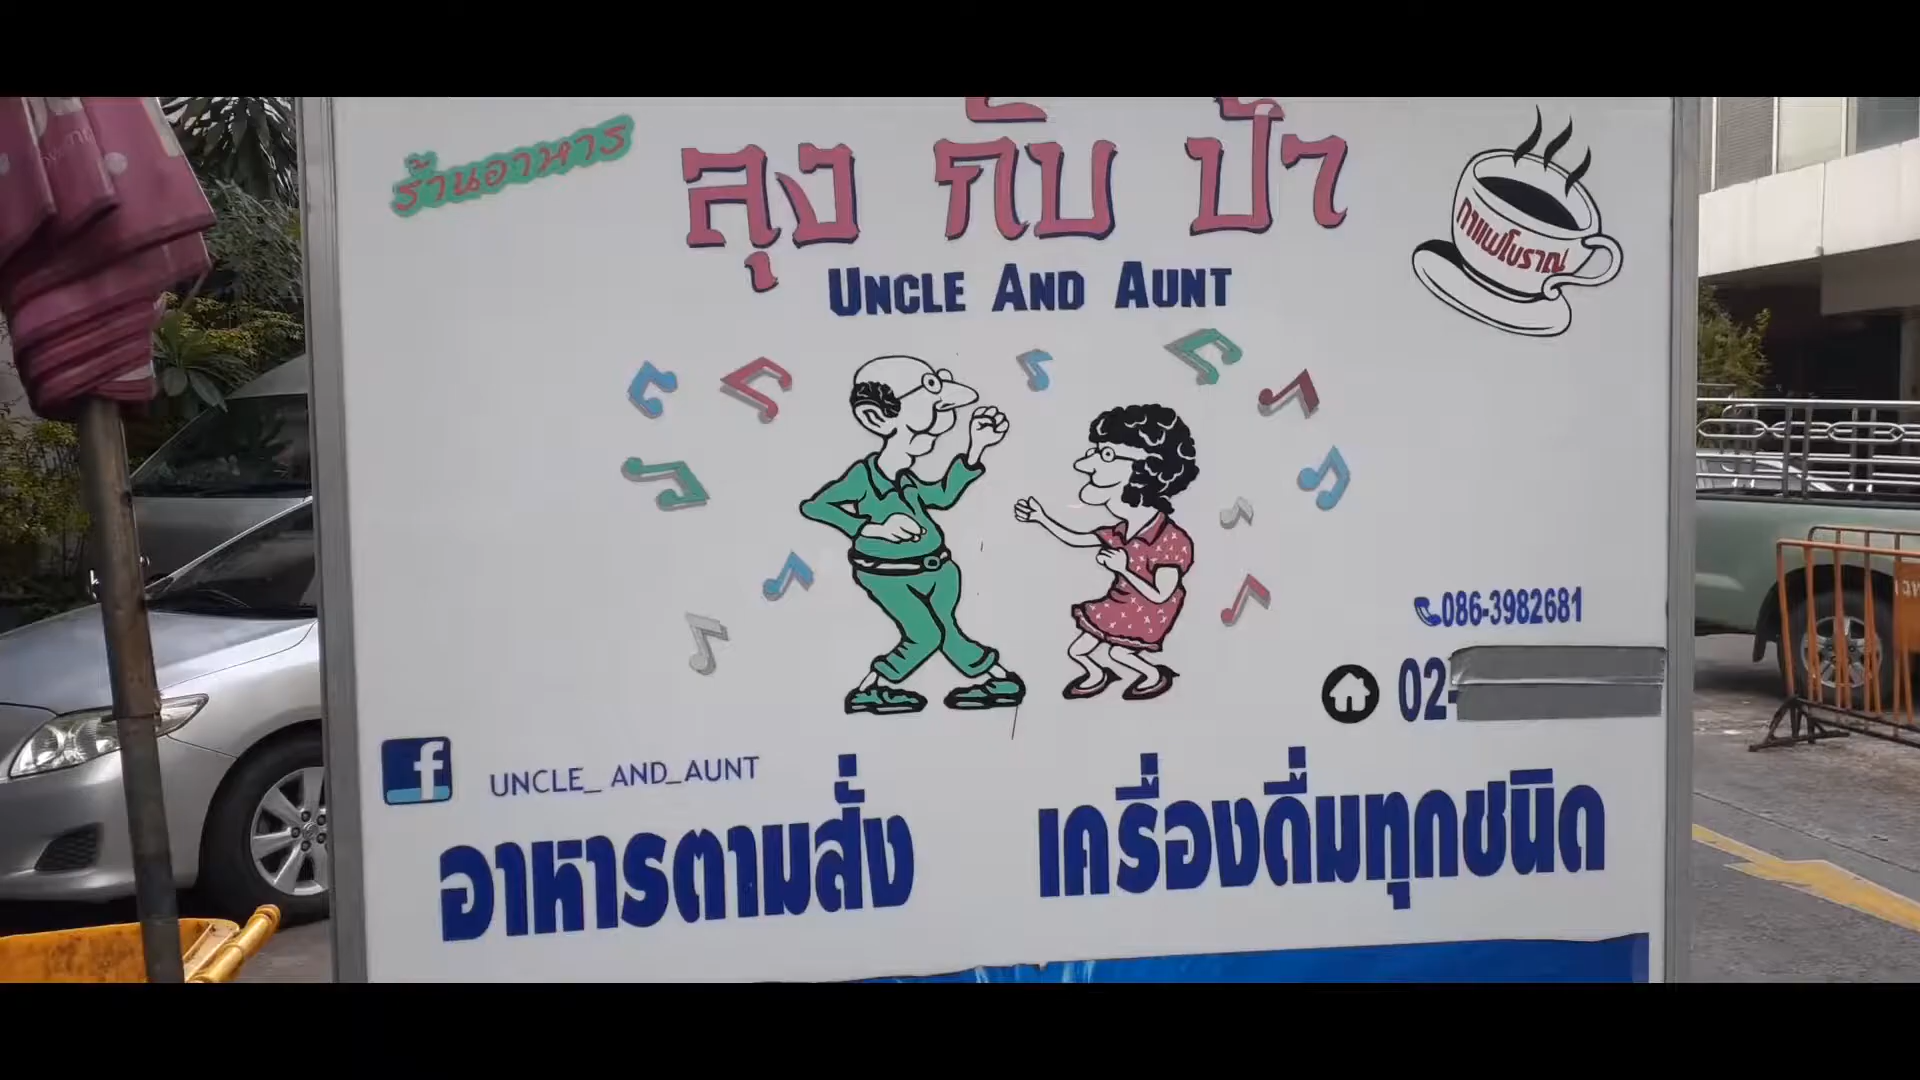 ร้านอาหาร
ลุง กับ ป้า
UNCLE AND AUNT
กาแฟโบราณ
086-3982681
02-
f
UNCLE_ AND_AUNT
อาหารตามสั่ง
เครื่องดื่มทุกชนิด